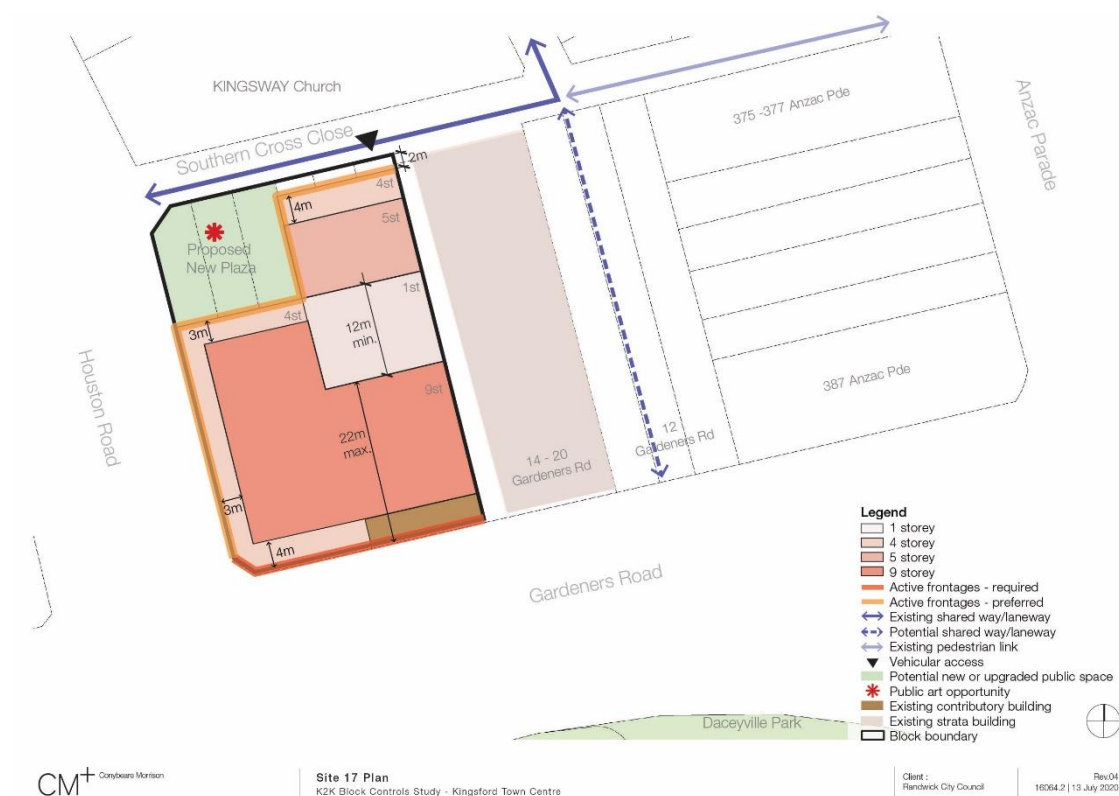 KINGSWAY Church
Southern Cross Close
375 -377 Anzac Pde
Anzac Parade
2m
4st
4m
5st
Proposed
New Plaza
1st
4st
3m
12m
min.
9st
387 Anzac Pde
Houston Road
22m
max.
12
Gardeners Rd
14 - 20
Gardeners Rd
3m
4m
Gardeners Road
Legend
1 storey
4 storey
5 storey
9 storey
Active frontages - required
Active frontages - preferred
Existing shared way/laneway
Potential shared way/laneway
Existing pedestrian link
Vehicular access
Potential new or upgraded public space
Public art opportunity
Existing contributory building
Existing strata building
Block boundary
Daceyville Park
CM+ Conybeare Morrison
Site 17 Plan
K2K Block Controls Study - Kingsford Town Centre
Client :
Randwick City Council
Rev.04
16064.2 | 13 July 2020